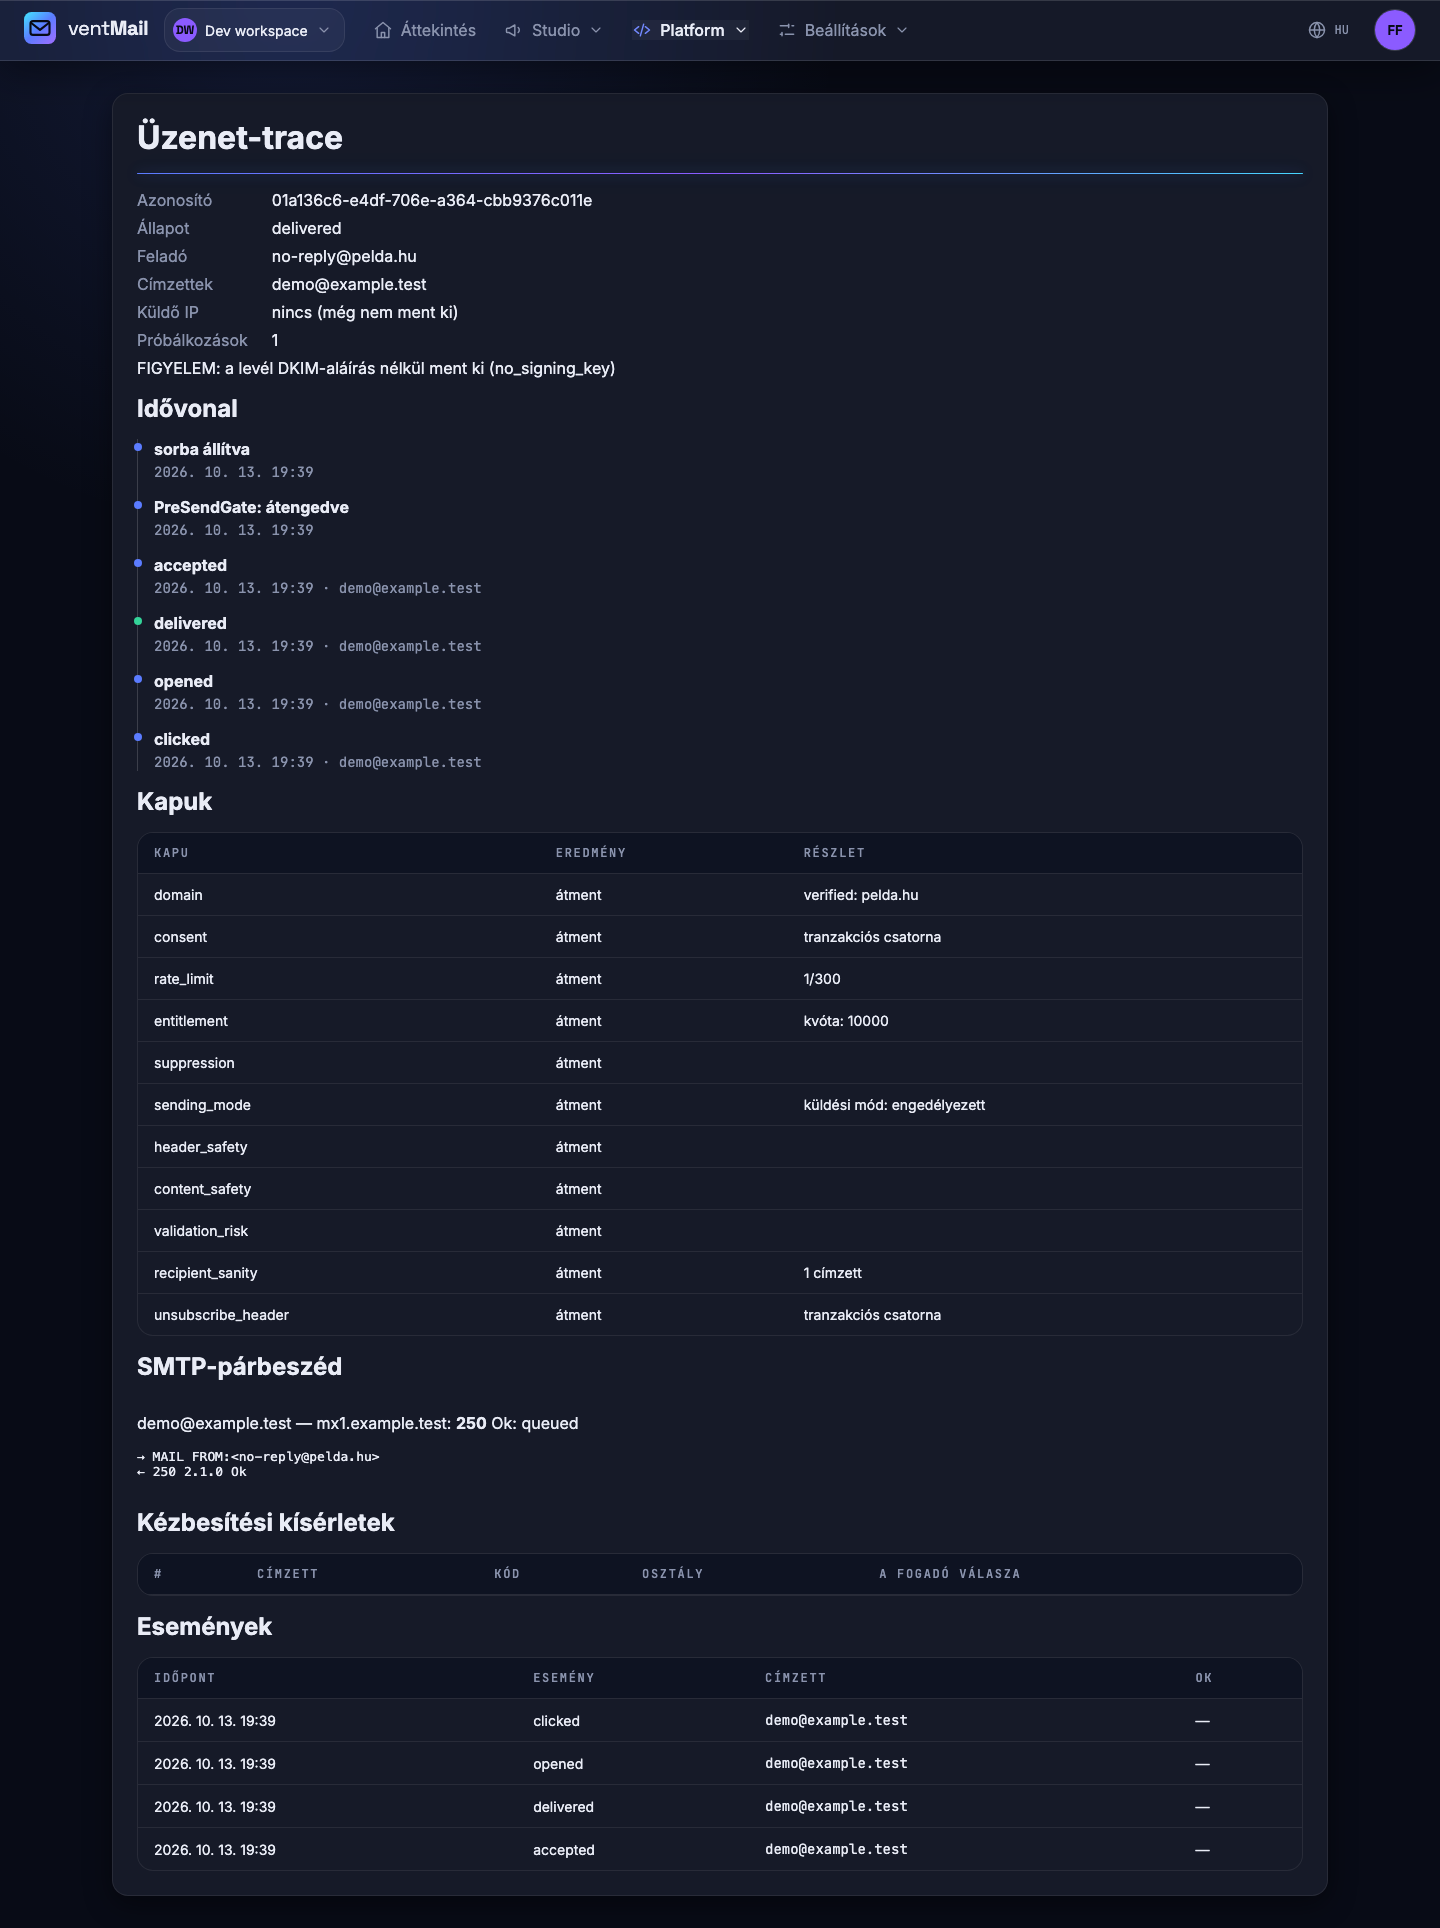 ventMail DW Dev workspace Áttekintés Studio Platform Beállítások HU FF
Üzenet-trace
Azonosító 01a136c6-e4df-706e-a364-cbb9376c011e
Állapot delivered
Feladó no-reply@pelda.hu
Címzettek demo@example.test
Küldő IP nincs (még nem ment ki)
Próbálkozások 1
FIGYELEM: a levél DKIM-aláírás nélkül ment ki (no_signing_key)
Idővonal
sorba állítva
2026. 10. 13. 19:39
PreSendGate: átengedve
2026. 10. 13. 19:39
accepted
2026. 10. 13. 19:39 · demo@example.test
delivered
2026. 10. 13. 19:39 · demo@example.test
opened
2026. 10. 13. 19:39 · demo@example.test
clicked
2026. 10. 13. 19:39 · demo@example.test
Kapuk
KAPU EREDMÉNY RÉSZLET
domain átment verified: pelda.hu
consent átment tranzakciós csatorna
rate_limit átment 1/300
entitlement átment kvóta: 10000
suppression átment
sending_mode átment küldési mód: engedélyezett
header_safety átment
content_safety átment
validation_risk átment
recipient_sanity átment 1 címzett
unsubscribe_header átment tranzakciós csatorna
SMTP-párbeszéd
demo@example.test — mx1.example.test: 250 Ok: queued
→ MAIL FROM:<no-reply@pelda.hu>
← 250 2.1.0 Ok
Kézbesítési kísérletek
# CÍMZETT KÓD OSZTÁLY A FOGADÓ VÁLASZA
Események
IDŐPONT ESEMÉNY CÍMZETT OK
2026. 10. 13. 19:39 clicked demo@example.test —
2026. 10. 13. 19:39 opened demo@example.test —
2026. 10. 13. 19:39 delivered demo@example.test —
2026. 10. 13. 19:39 accepted demo@example.test —